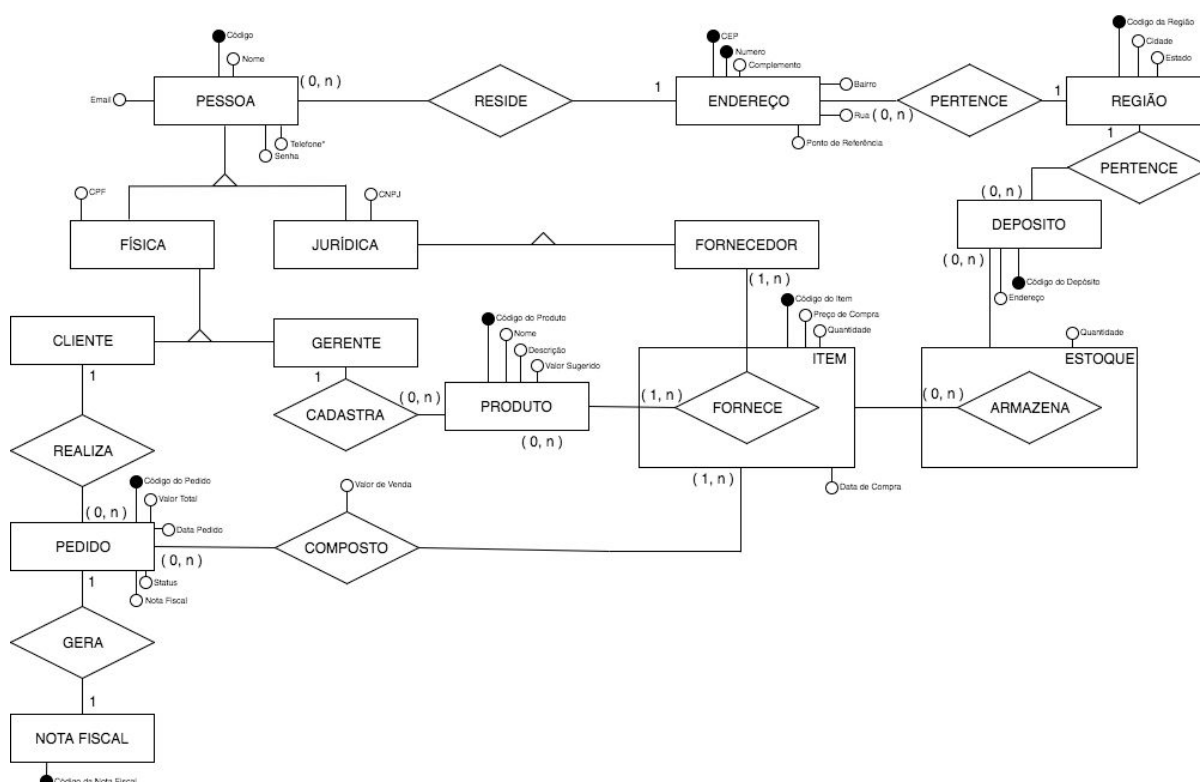 Código
Nome
PESSOA
( 0, n )
Email
Telefone*
Senha
RESIDE
1
CEP
Numero
Complemento
ENDEREÇO
Bairro
Rua
( 0, n )
Ponto de Referência
PERTENCE
1
Codigo da Região
Cidade
Estado
REGIÃO
1
PERTENCE
( 0, n )
DEPOSITO
( 0, n )
Código do Depósito
Endereço
CPF
FÍSICA
CNPJ
JURÍDICA
FORNECEDOR
( 1, n )
CLIENTE
1
GERENTE
1
CADASTRA
( 0, n )
Código do Produto
Nome
Descrição
Valor Sugerido
PRODUTO
( 0, n )
Código do Item
Preço de Compra
Quantidade
ITEM
( 1, n )
FORNECE
( 1, n )
Data de Compra
Quantidade
ESTOQUE
( 0, n )
ARMAZENA
REALIZA
( 0, n )
Código do Pedido
Valor Total
Data Pedido
PEDIDO
( 0, n )
Status
Nota Fiscal
1
Valor de Venda
COMPOSTO
GERA
1
NOTA FISCAL
Código da Nota Fiscal